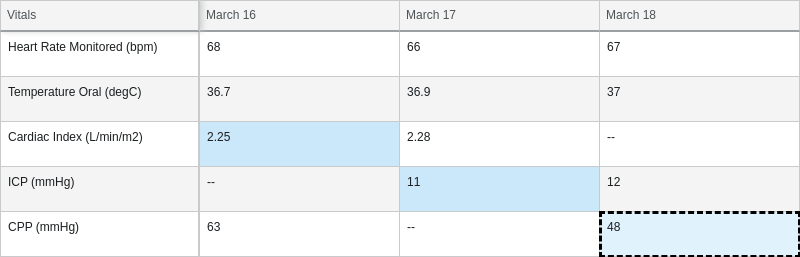 Vitals March 16 March 17 March 18
Heart Rate Monitored (bpm) 68 66 67
Temperature Oral (degC) 36.7 36.9 37
Cardiac Index (L/min/m2) 2.25 2.28 --
ICP (mmHg) -- 11 12
CPP (mmHg) 63 -- 48